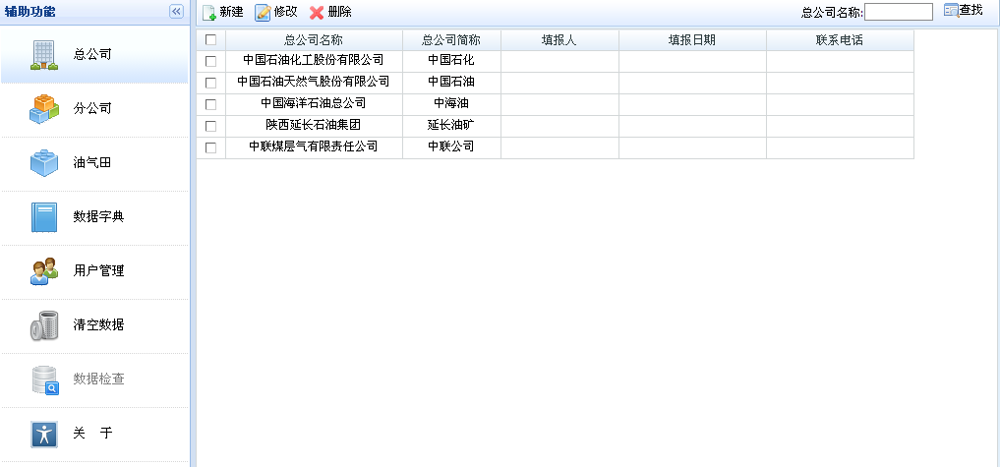 辅助功能
总公司
分公司
油气田
数据字典
用户管理
清空数据
数据检查
关 于
新建 修改 删除 总公司名称: 查找
总公司名称 总公司简称 填报人 填报日期 联系电话
中国石油化工股份有限公司 中国石化
中国石油天然气股份有限公司 中国石油
中国海洋石油总公司 中海油
陕西延长石油集团 延长油矿
中联煤层气有限责任公司 中联公司